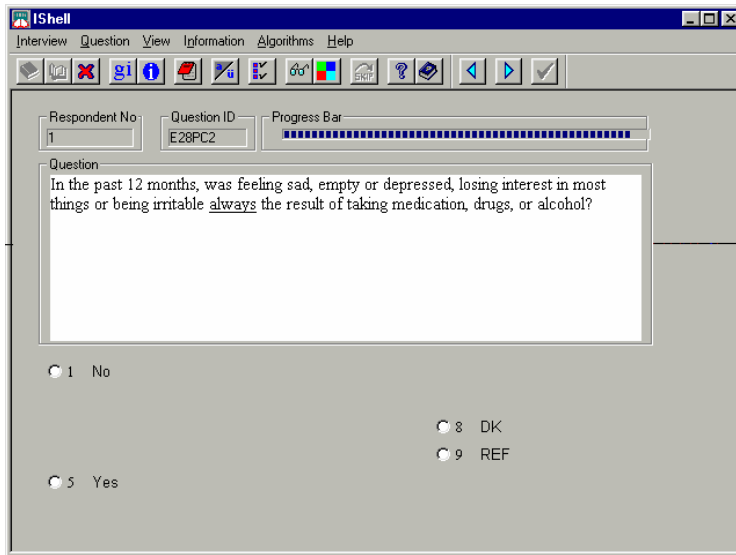 IShell
Interview Question View Information Algorithms Help
gi i a/ü SKIP ?
Respondent No Question ID Progress Bar
1 E28PC2
Question
In the past 12 months, was feeling sad, empty or depressed, losing interest in most
things or being irritable always the result of taking medication, drugs, or alcohol?
1 No
8 DK
9 REF
5 Yes